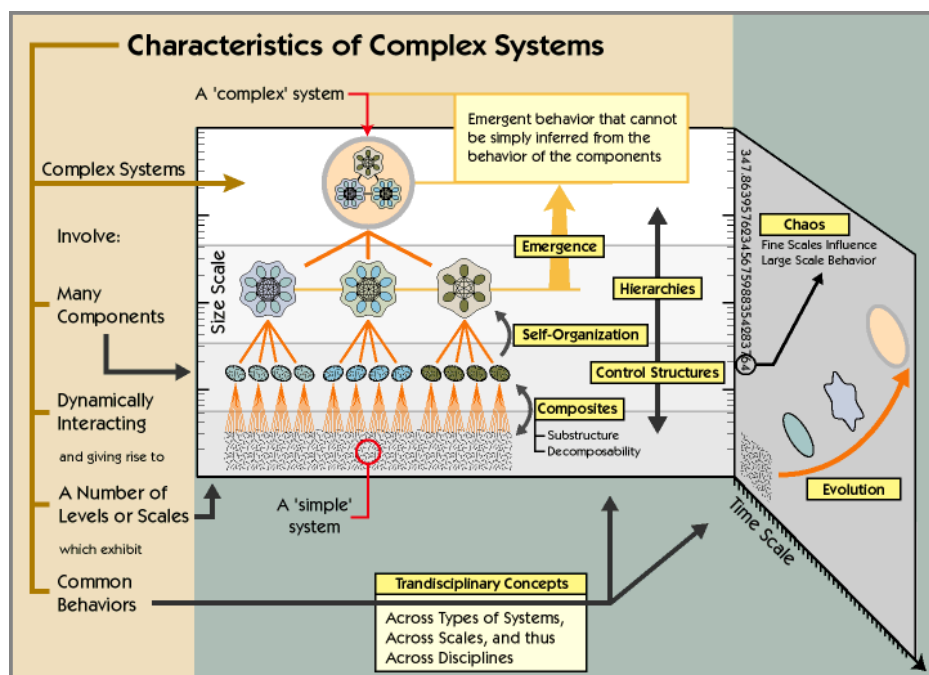 Characteristics of Complex Systems
A 'complex' system
Emergent behavior that cannot
be simply inferred from the
behavior of the components
Complex Systems
Involve:
Many
Components
Dynamically
Interacting
and giving rise to
A Number of
Levels or Scales
which exhibit
Common
Behaviors
Size Scale
Emergence
Hierarchies
Self-Organization
Control Structures
Composites
Substructure
Decomposability
A 'simple'
system
347.86395762345675988354283764
Chaos
Fine Scales Influence
Large Scale Behavior
Evolution
Time Scale
Trandisciplinary Concepts
Across Types of Systems,
Across Scales, and thus
Across Disciplines